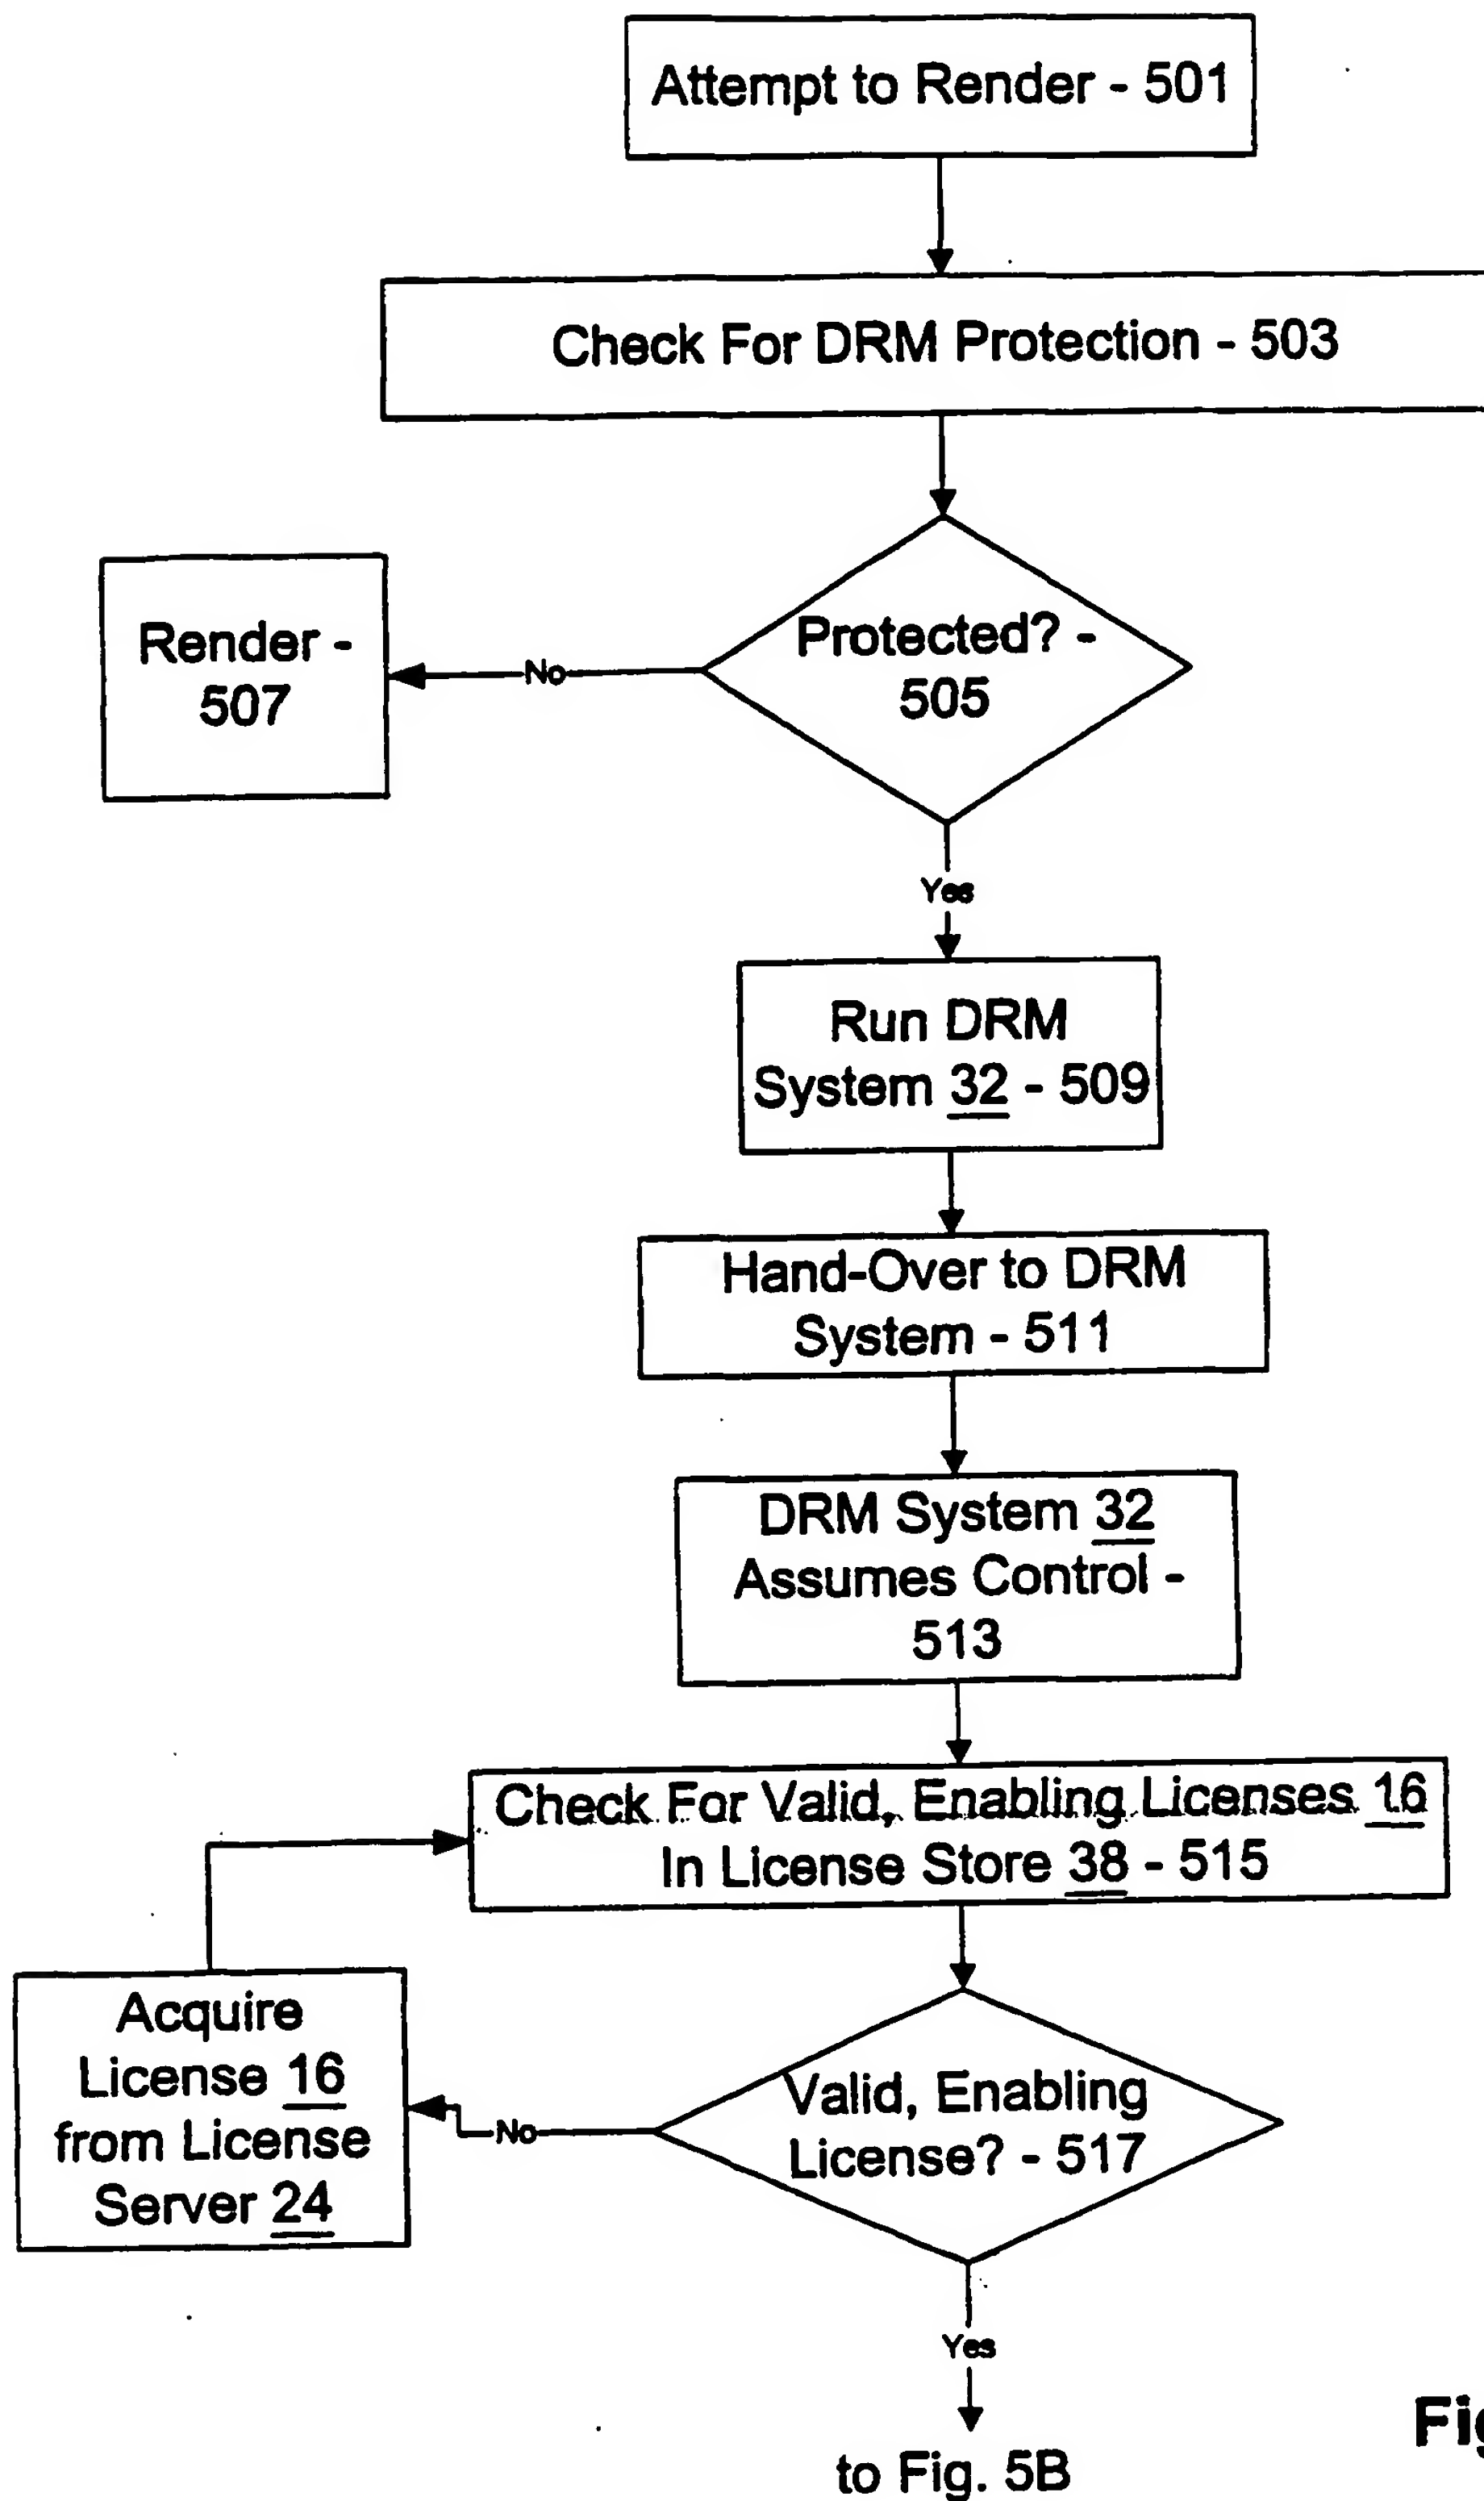 Attempt to Render - 501
Check For DRM Protection - 503
Protected? -
505
No
Render -
507
Yes
Run DRM
System 32 - 509
Hand-Over to DRM
System - 511
DRM System 32
Assumes Control -
513
Check For Valid, Enabling Licenses 16
In License Store 38 - 515
Valid, Enabling
License? - 517
No
Acquire
License 16
from License
Server 24
Yes
to Fig. 5B